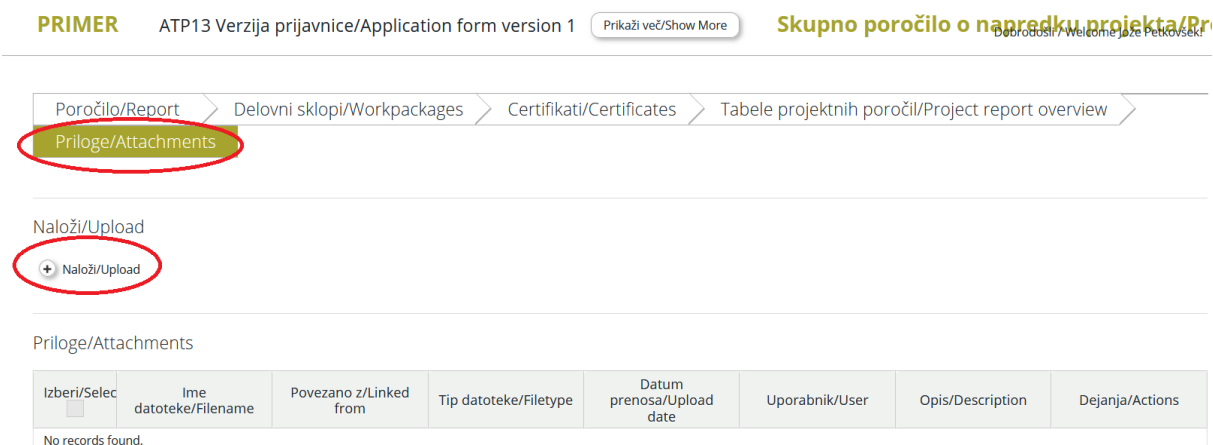 PRIMER ATP13 Verzija prijavnice/Application form version 1 Prikaži več/Show More Skupno poročilo o napredku projekta/Pr
Dobrodošli / Welcome Jože Petkovšek!
Poročilo/Report Delovni sklopi/Workpackages Certifikati/Certificates Tabele projektnih poročil/Project report overview
Priloge/Attachments
Naloži/Upload
Naloži/Upload
Priloge/Attachments
Izberi/Selec Ime datoteke/Filename Povezano z/Linked from Tip datoteke/Filetype Datum prenosa/Upload date Uporabnik/User Opis/Description Dejanja/Actions
No records found.